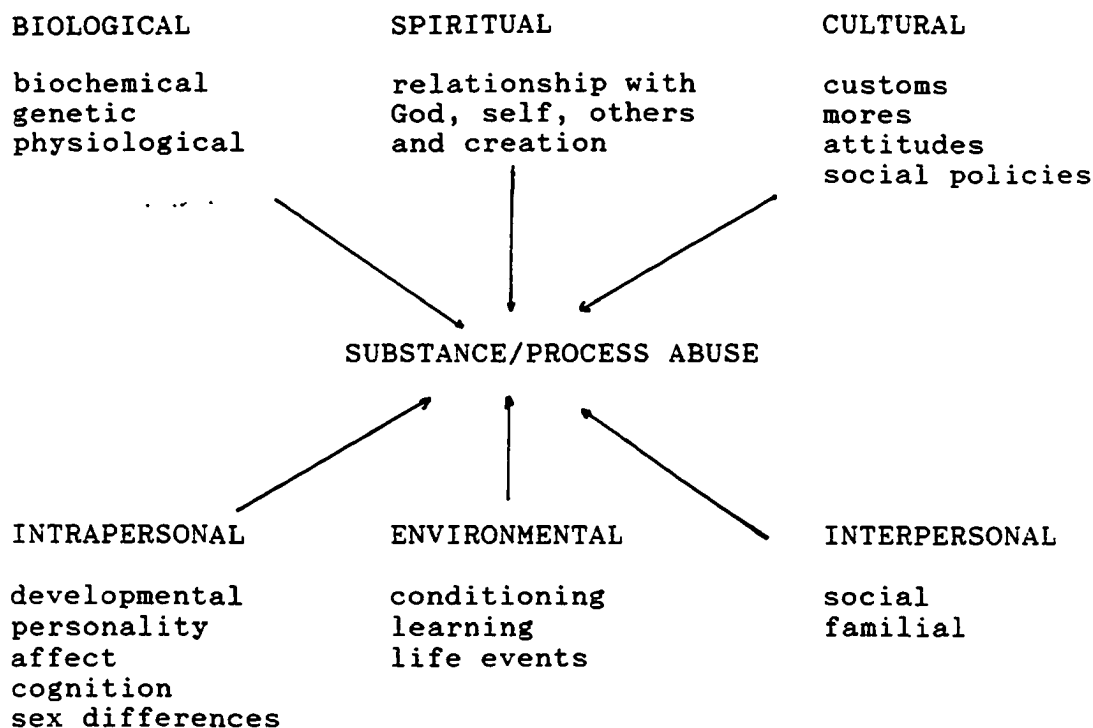 BIOLOGICAL
biochemical
genetic
physiological
SPIRITUAL
relationship with
God, self, others
and creation
CULTURAL
customs
mores
attitudes
social policies
SUBSTANCE/PROCESS ABUSE
INTRAPERSONAL
developmental
personality
affect
cognition
sex differences
ENVIRONMENTAL
conditioning
learning
life events
INTERPERSONAL
social
familial